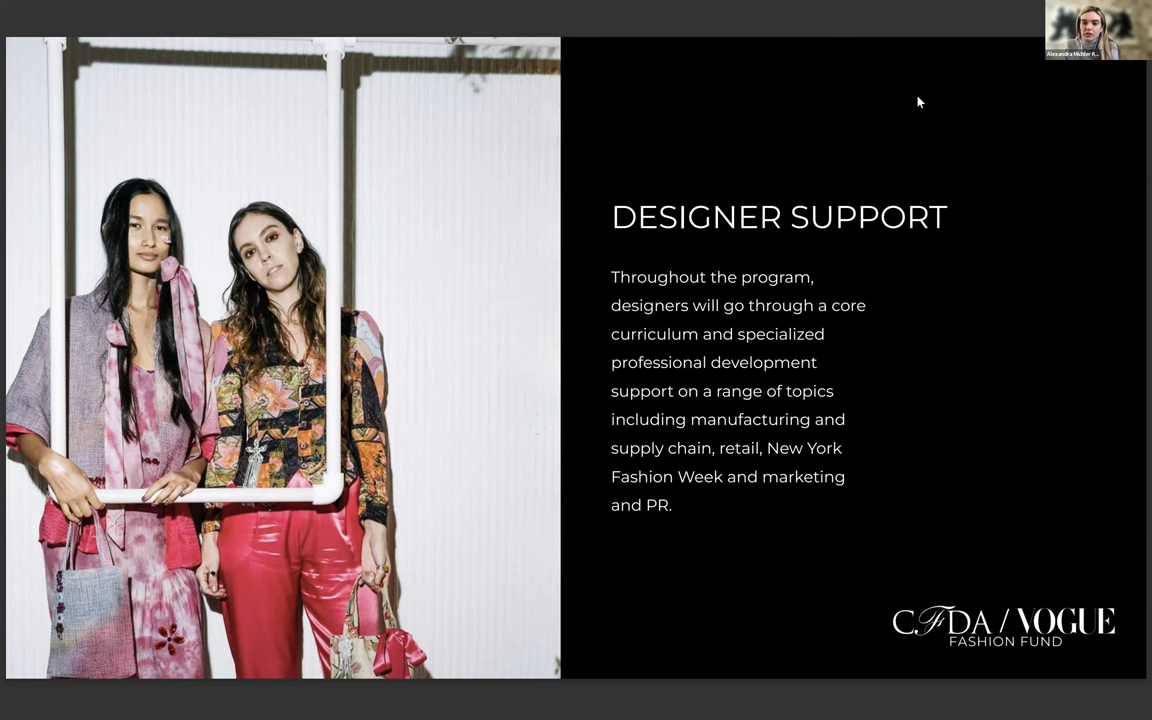 Alexandra Michler K...
DESIGNER SUPPORT
Throughout the program,
designers will go through a core
curriculum and specialized
professional development
support on a range of topics
including manufacturing and
supply chain, retail, New York
Fashion Week and marketing
and PR.
CFDA / VOGUE
FASHION FUND